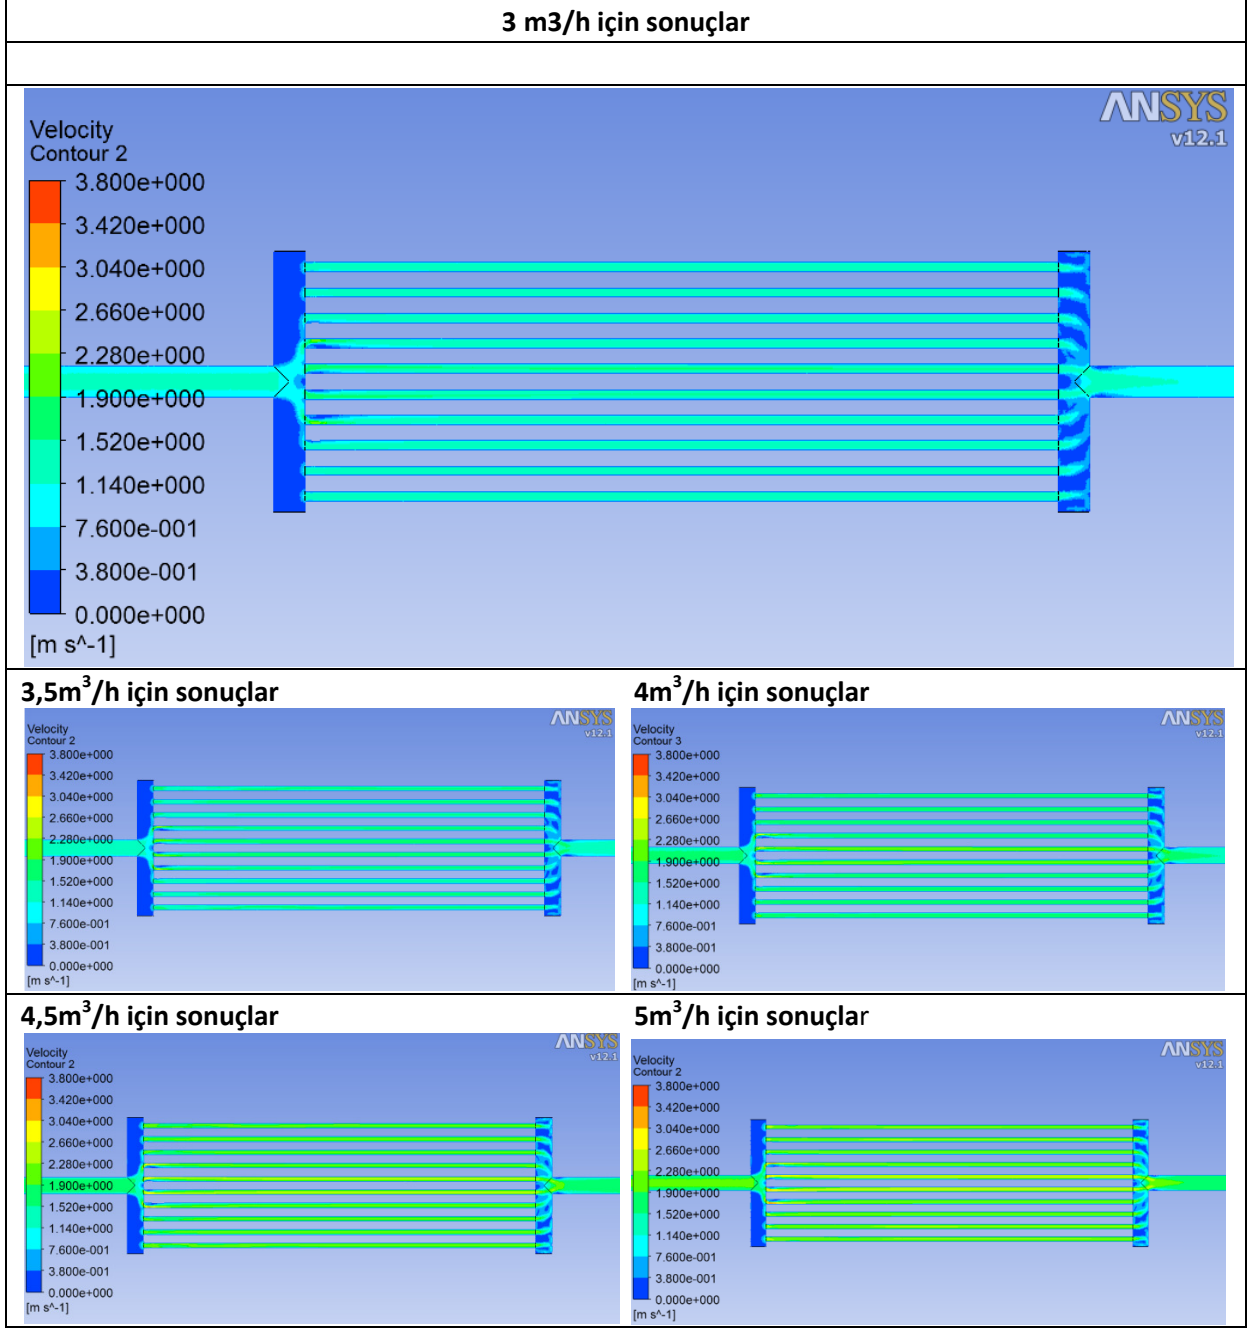 3 m3/h için sonuçlar
ANSYS
v12.1
Velocity
Contour 2
3.800e+000
3.420e+000
3.040e+000
2.660e+000
2.280e+000
1.900e+000
1.520e+000
1.140e+000
7.600e-001
3.800e-001
0.000e+000
[m s^-1]
3,5m³/h için sonuçlar
ANSYS
v12.1
Velocity
Contour 2
3.800e+000
3.420e+000
3.040e+000
2.660e+000
2.280e+000
1.900e+000
1.520e+000
1.140e+000
7.600e-001
3.800e-001
0.000e+000
[m s^-1]
4m³/h için sonuçlar
ANSYS
v12.1
Velocity
Contour 3
3.800e+000
3.420e+000
3.040e+000
2.660e+000
2.280e+000
1.900e+000
1.520e+000
1.140e+000
7.600e-001
3.800e-001
0.000e+000
[m s^-1]
4,5m³/h için sonuçlar
ANSYS
v12.1
Velocity
Contour 2
3.800e+000
3.420e+000
3.040e+000
2.660e+000
2.280e+000
1.900e+000
1.520e+000
1.140e+000
7.600e-001
3.800e-001
0.000e+000
[m s^-1]
5m³/h için sonuçlar
ANSYS
v12.1
Velocity
Contour 2
3.800e+000
3.420e+000
3.040e+000
2.660e+000
2.280e+000
1.900e+000
1.520e+000
1.140e+000
7.600e-001
3.800e-001
0.000e+000
[m s^-1]